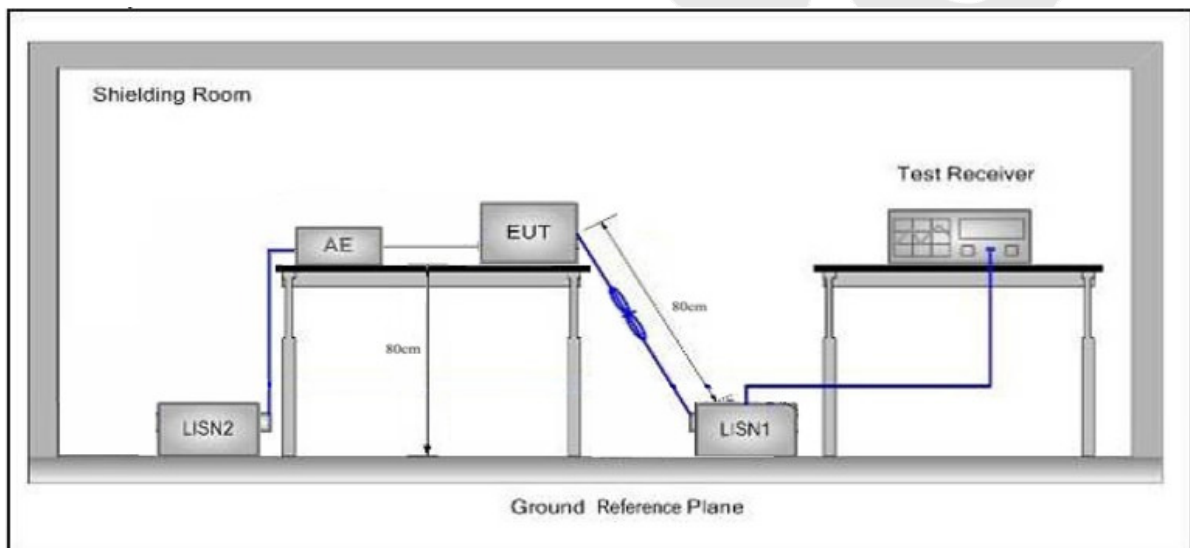 Shielding Room
Test Receiver
AE
EUT
80cm
80cm
LISN2
LISN1
Ground Reference Plane